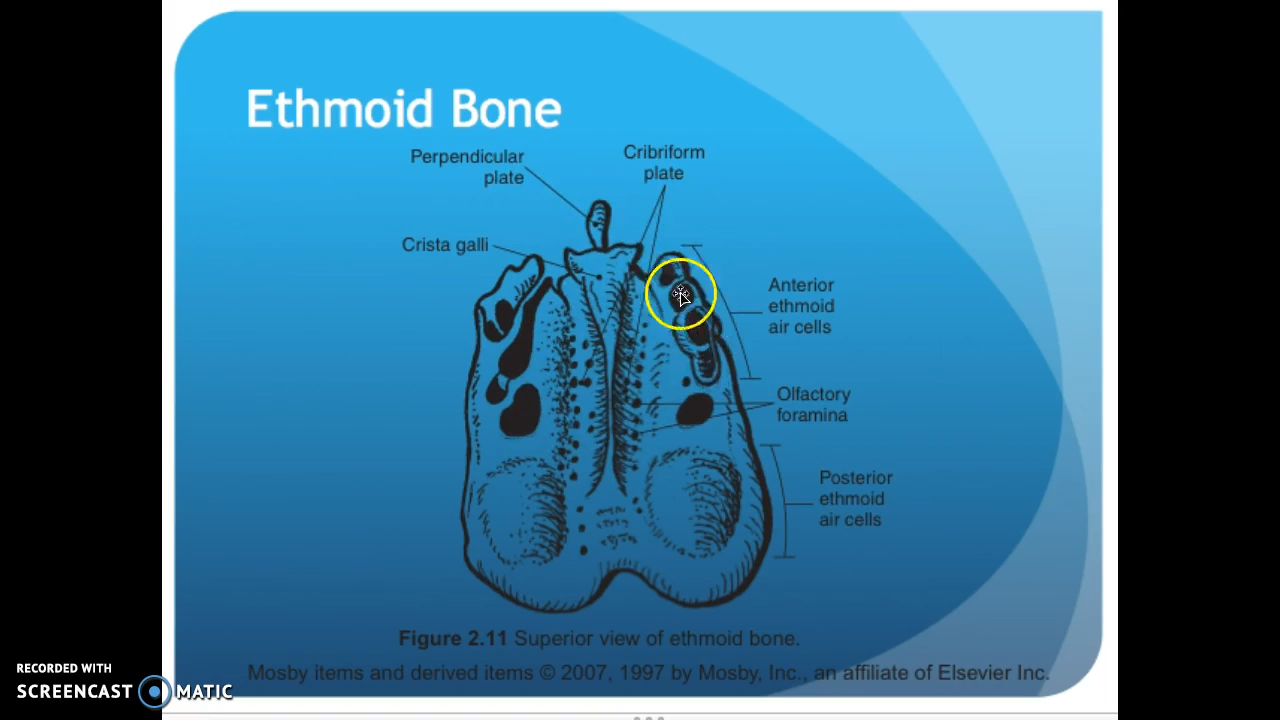 Ethmoid Bone
Perpendicular
plate
Cribriform
plate
Crista galli
Anterior
ethmoid
air cells
Olfactory
foramina
Posterior
ethmoid
air cells
Figure 2.11 Superior view of ethmoid bone.
Mosby items and derived items © 2007, 1997 by Mosby, Inc., an affiliate of Elsevier Inc.
RECORDED WITH
SCREENCAST MATIC